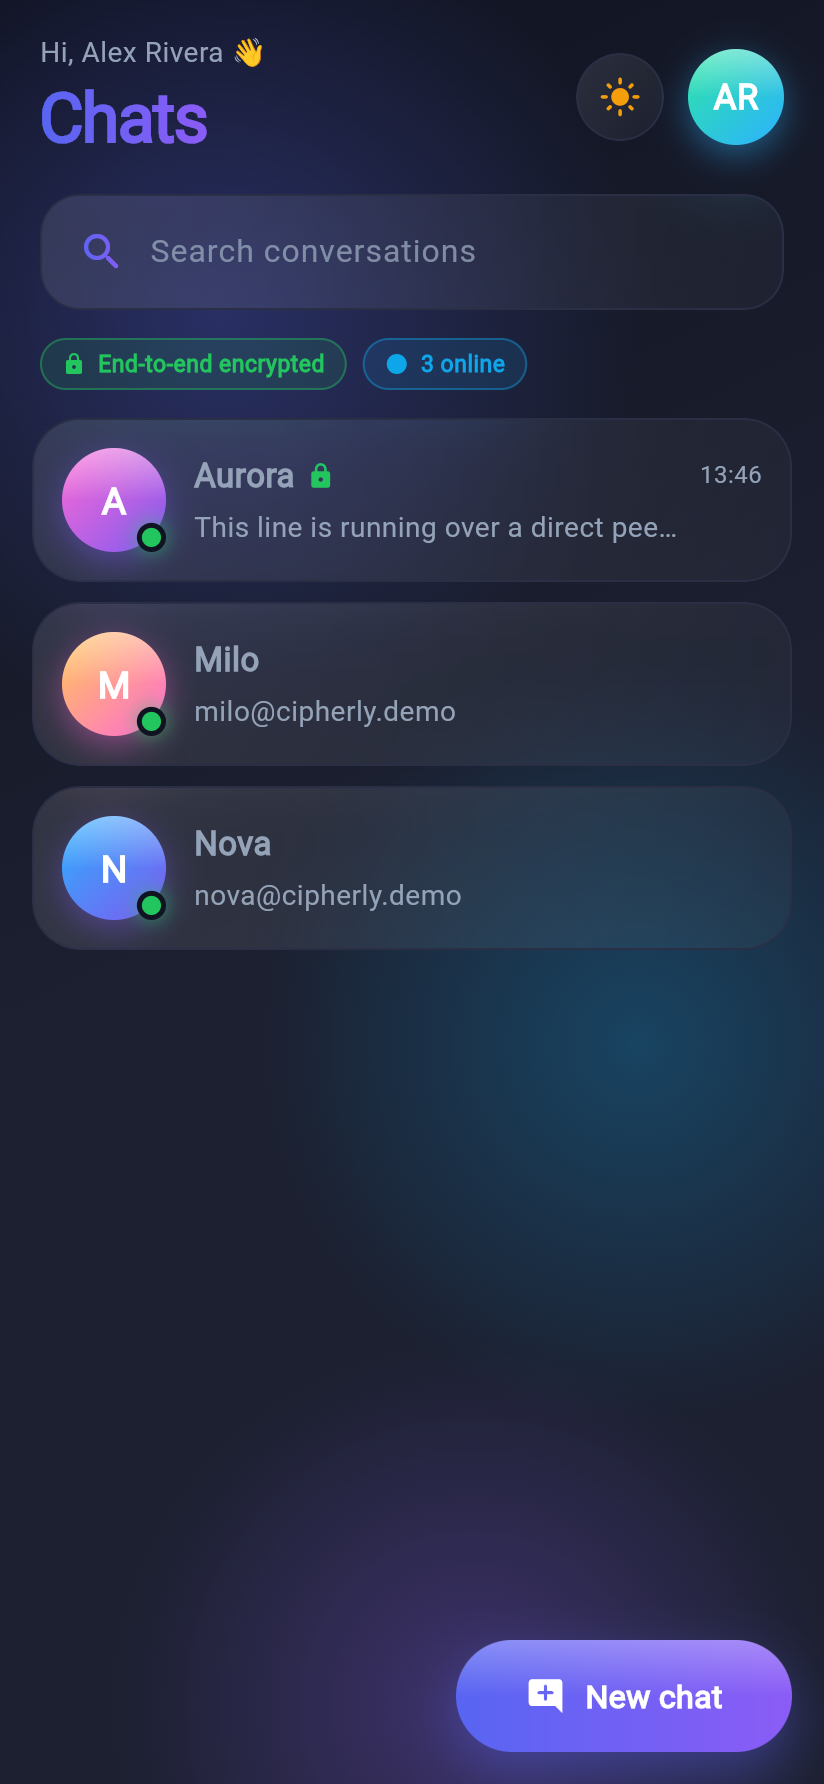 Hi, Alex Rivera 👋
Chats
AR
Search conversations
End-to-end encrypted
3 online
A
Aurora
13:46
This line is running over a direct pee...
M
Milo
milo@cipherly.demo
N
Nova
nova@cipherly.demo
New chat